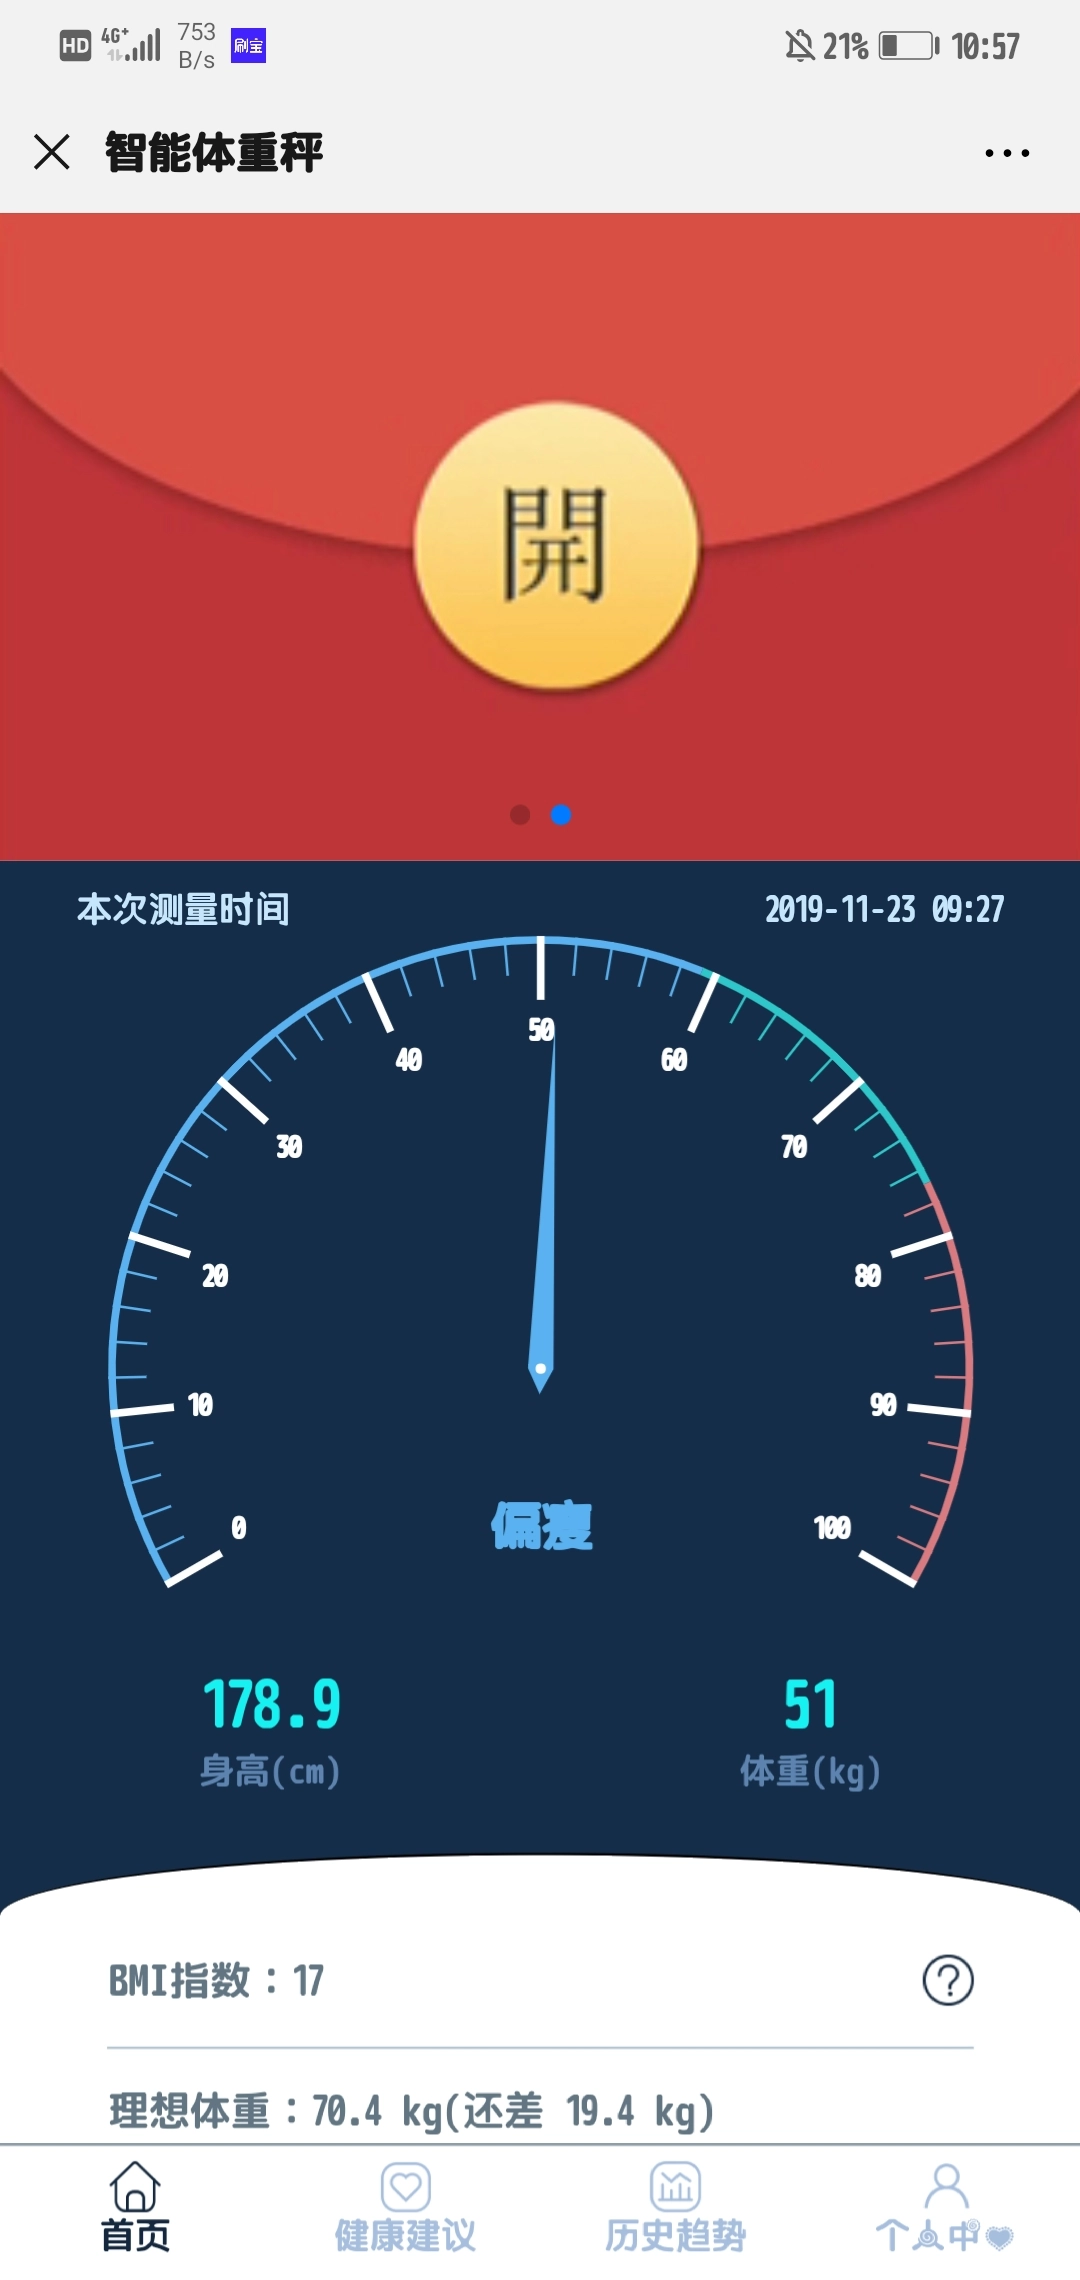 HD 4G+ 753 B/s 刷宝 21% 10:57
智能体重秤
開
本次测量时间 2019-11-23 09:27
50
40 60
30 70
20 80
10 90
0 100
偏瘦
178.9 51
身高(cm) 体重(kg)
BMI指数：17 ?
理想体重：70.4 kg(还差 19.4 kg)
首页 健康建议 历史趋势 个人中